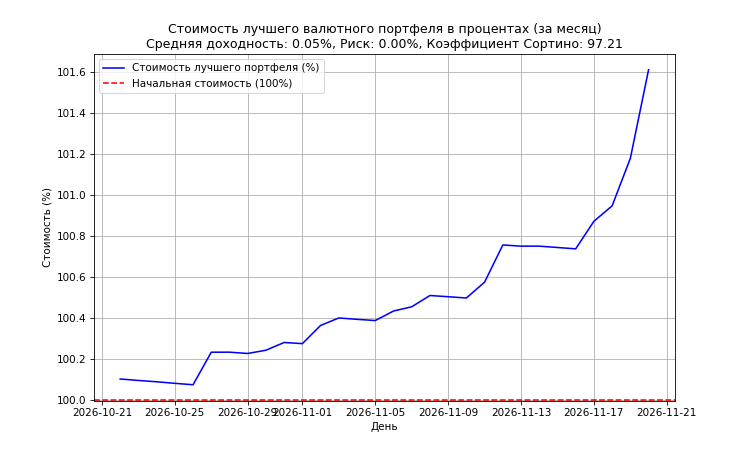 Стоимость лучшего валютного портфеля в процентах (за месяц)
Средняя доходность: 0.05%, Риск: 0.00%, Коэффициент Сортино: 97.21
Стоимость лучшего портфеля (%)
Начальная стоимость (100%)
Стоимость (%)
101.6
101.4
101.2
101.0
100.8
100.6
100.4
100.2
100.0
2026-10-21 2026-10-25 2026-10-29 2026-11-01 2026-11-05 2026-11-09 2026-11-13 2026-11-17 2026-11-21
День